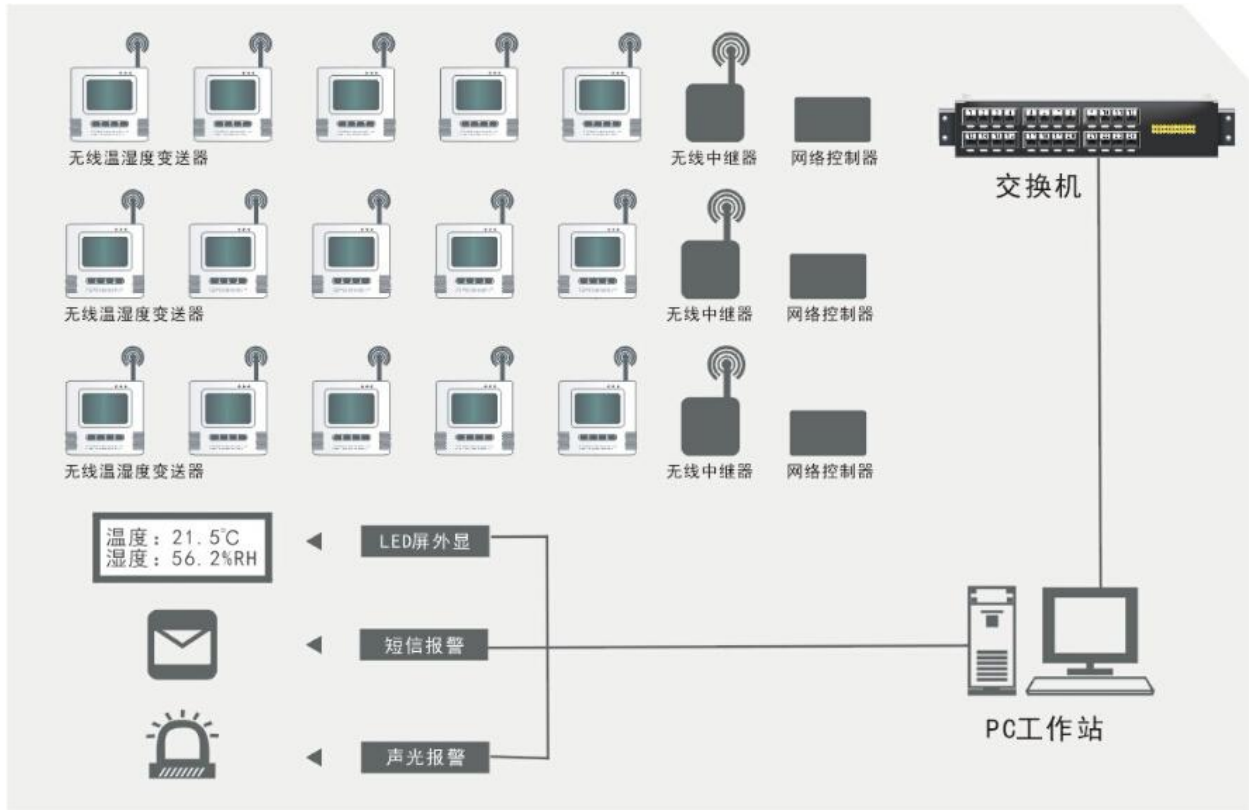 无线温湿度变送器
无线中继器
网络控制器
交换机
无线温湿度变送器
无线中继器
网络控制器
无线温湿度变送器
无线中继器
网络控制器
温度: 21.5℃
湿度: 56.2%RH
LED屏外显
短信报警
声光报警
PC工作站